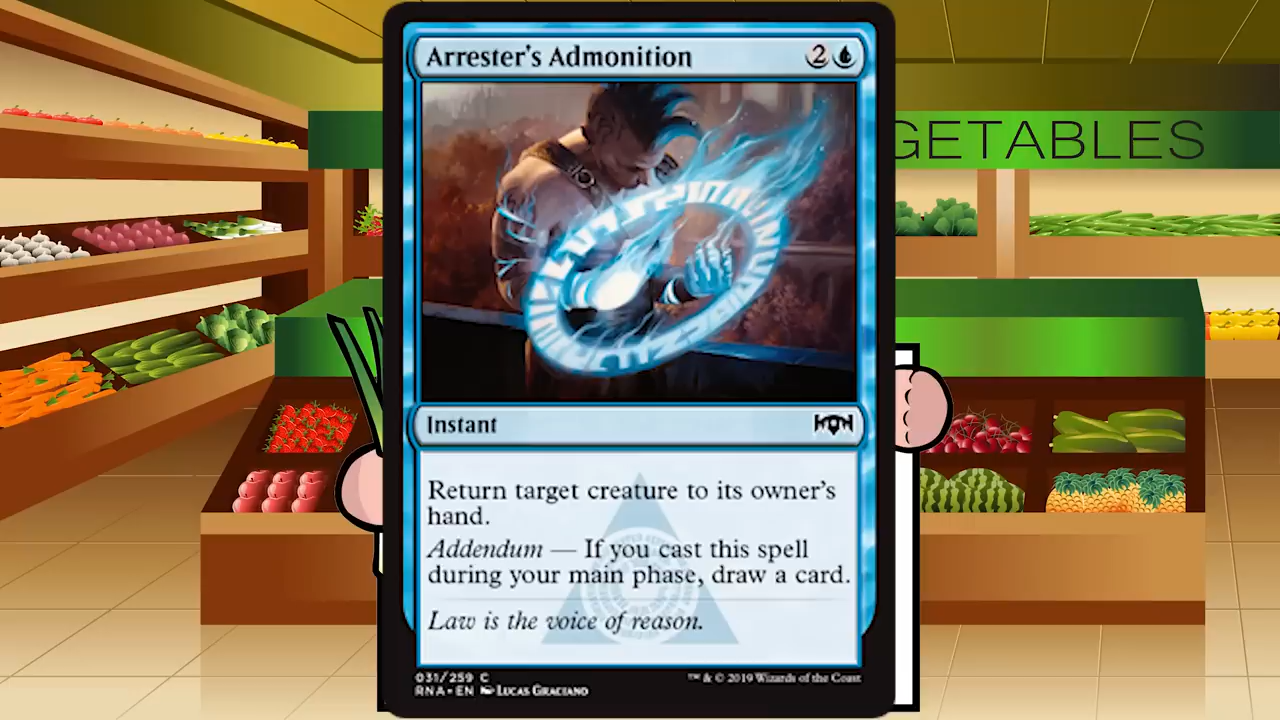 Arrester's Admonition 2
GETABLES
Instant
Return target creature to its owner's
hand.
Addendum — If you cast this spell
during your main phase, draw a card.
Law is the voice of reason.
031/259 C
RNA • EN Lucas Graciano
™ & © 2019 Wizards of the Coast